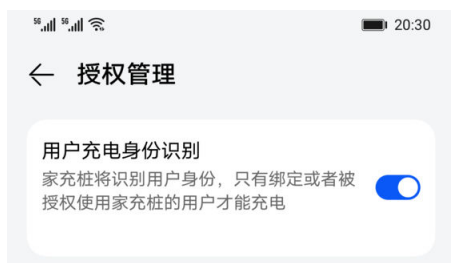 5G 5G 20:30
授权管理
用户充电身份识别
家充桩将识别用户身份，只有绑定或者被
授权使用家充桩的用户才能充电